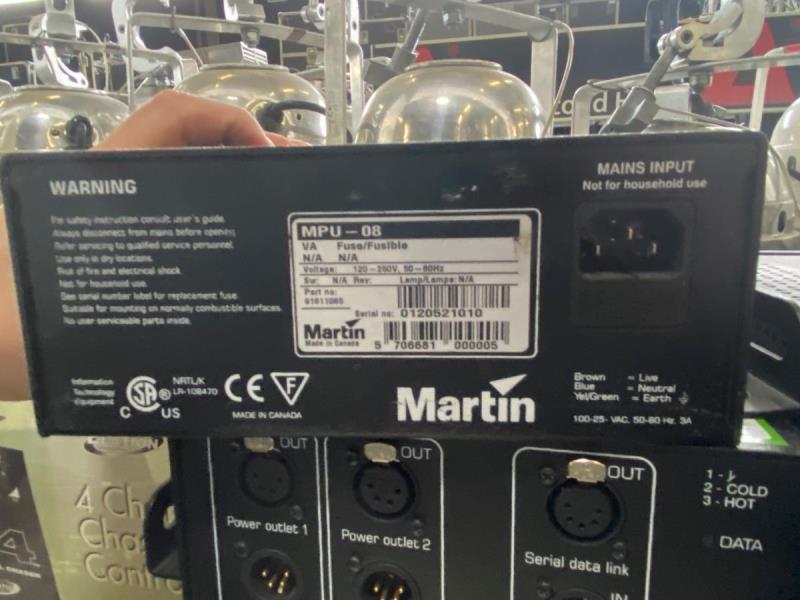 WARNING
For safety instruction consult user's guide.
Always disconnect from mains before opening
Refer servicing to qualified service personnel
Use only in dry locations.
Risk of fire and electrical shock.
Not for household use.
See serial number label for replacement fuse.
Suitable for mounting on normally combustible surfaces.
No user serviceable parts inside.
MPU-08
VA Fuse/Fusible
N/A N/A
Voltage: 120-250V, 50-60Hz
Sw: N/A Rev: Lamp/Lampe: N/A
Part no:
91611065
Serial no: 0120521010
Martin
Made in Canada
5 706681 000005
MAINS INPUT
Not for household use
Information
Technology
Equipment
C SA US
NRTL/K
LR-108470
CE F
MADE IN CANADA
Martin
Brown = Live
Blue = Neutral
Yel/Green = Earth
100-25- VAC, 50-60 Hz. 3A
OUT
Power outlet 1
OUT
Power outlet 2
OUT
Serial data link
IN
1 -
2 - COLD
3 - HOT
DATA
4
4 Ch